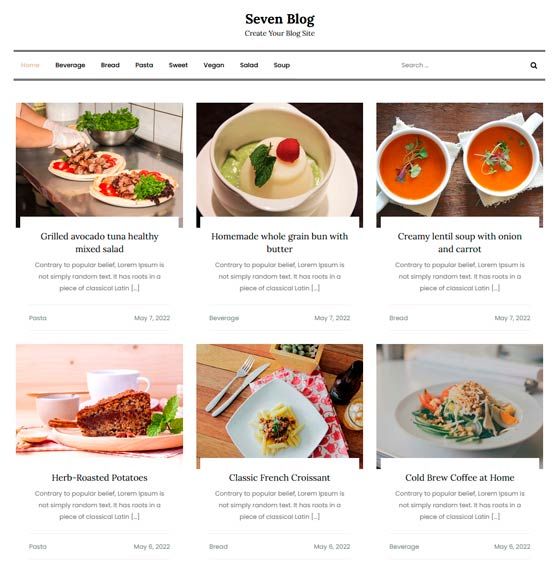 Seven Blog
Create Your Blog Site
Home Beverage Bread Pasta Sweet Vegan Salad Soup Search ...
Grilled avocado tuna healthy
mixed salad
Contrary to popular belief, Lorem Ipsum is
not simply random text. It has roots in a
piece of classical Latin [...]
Pasta May 7, 2022
Homemade whole grain bun with
butter
Contrary to popular belief, Lorem Ipsum is
not simply random text. It has roots in a
piece of classical Latin [...]
Beverage May 7, 2022
Creamy lentil soup with onion
and carrot
Contrary to popular belief, Lorem Ipsum is
not simply random text. It has roots in a
piece of classical Latin [...]
Bread May 7, 2022
Herb-Roasted Potatoes
Contrary to popular belief, Lorem Ipsum is
not simply random text. It has roots in a
piece of classical Latin [...]
Pasta May 6, 2022
Classic French Croissant
Contrary to popular belief, Lorem Ipsum is
not simply random text. It has roots in a
piece of classical Latin [...]
Bread May 6, 2022
Cold Brew Coffee at Home
Contrary to popular belief, Lorem Ipsum is
not simply random text. It has roots in a
piece of classical Latin [...]
Beverage May 6, 2022